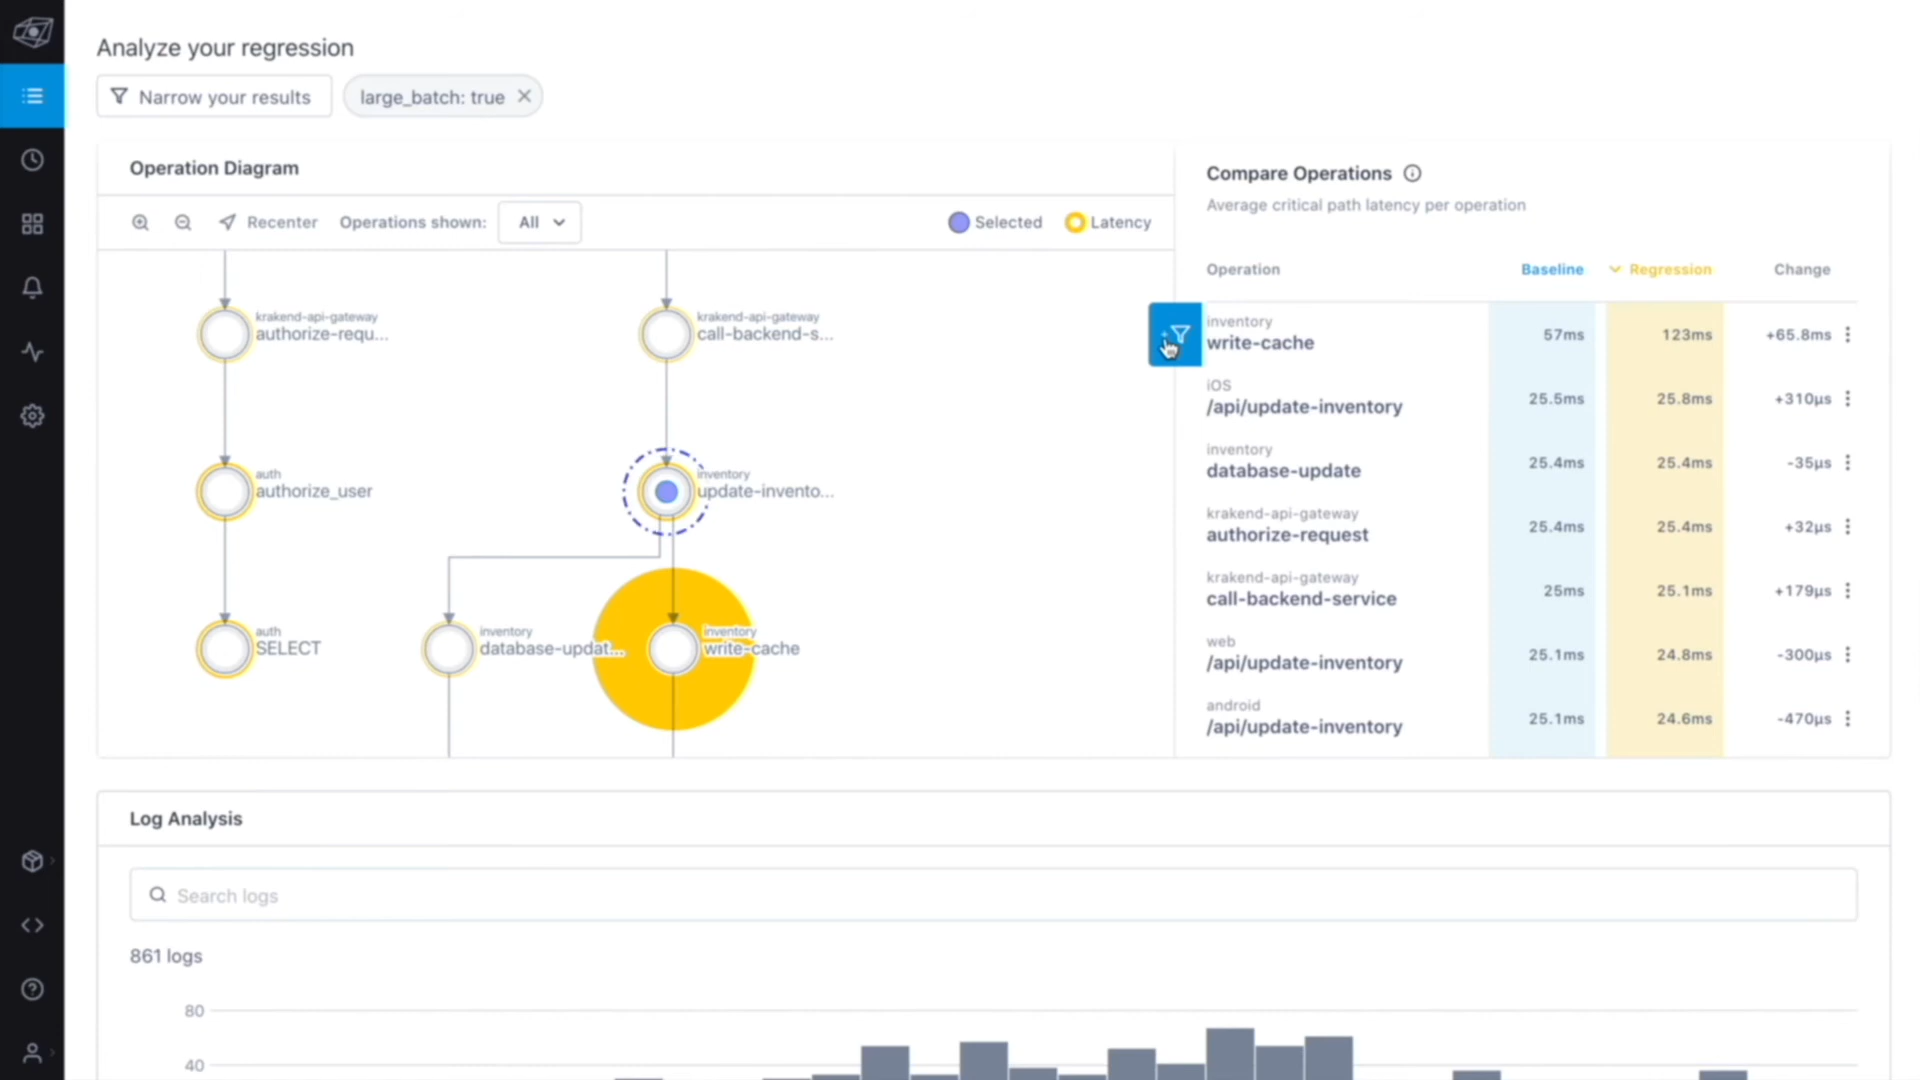 Analyze your regression
Narrow your results
large_batch: true
Operation Diagram
Recenter
Operations shown:
All
Selected
Latency
krakend-api-gateway
authorize-requ...
krakend-api-gateway
call-backend-s...
auth
authorize_user
inventory
update-invento...
auth
SELECT
inventory
database-updat...
inventory
write-cache
Compare Operations
Average critical path latency per operation
Operation Baseline Regression Change
inventory
write-cache 57ms 123ms +65.8ms
iOS
/api/update-inventory 25.5ms 25.8ms +310µs
inventory
database-update 25.4ms 25.4ms -35µs
krakend-api-gateway
authorize-request 25.4ms 25.4ms +32µs
krakend-api-gateway
call-backend-service 25ms 25.1ms +179µs
web
/api/update-inventory 25.1ms 24.8ms -300µs
android
/api/update-inventory 25.1ms 24.6ms -470µs
Log Analysis
Search logs
861 logs
80
40